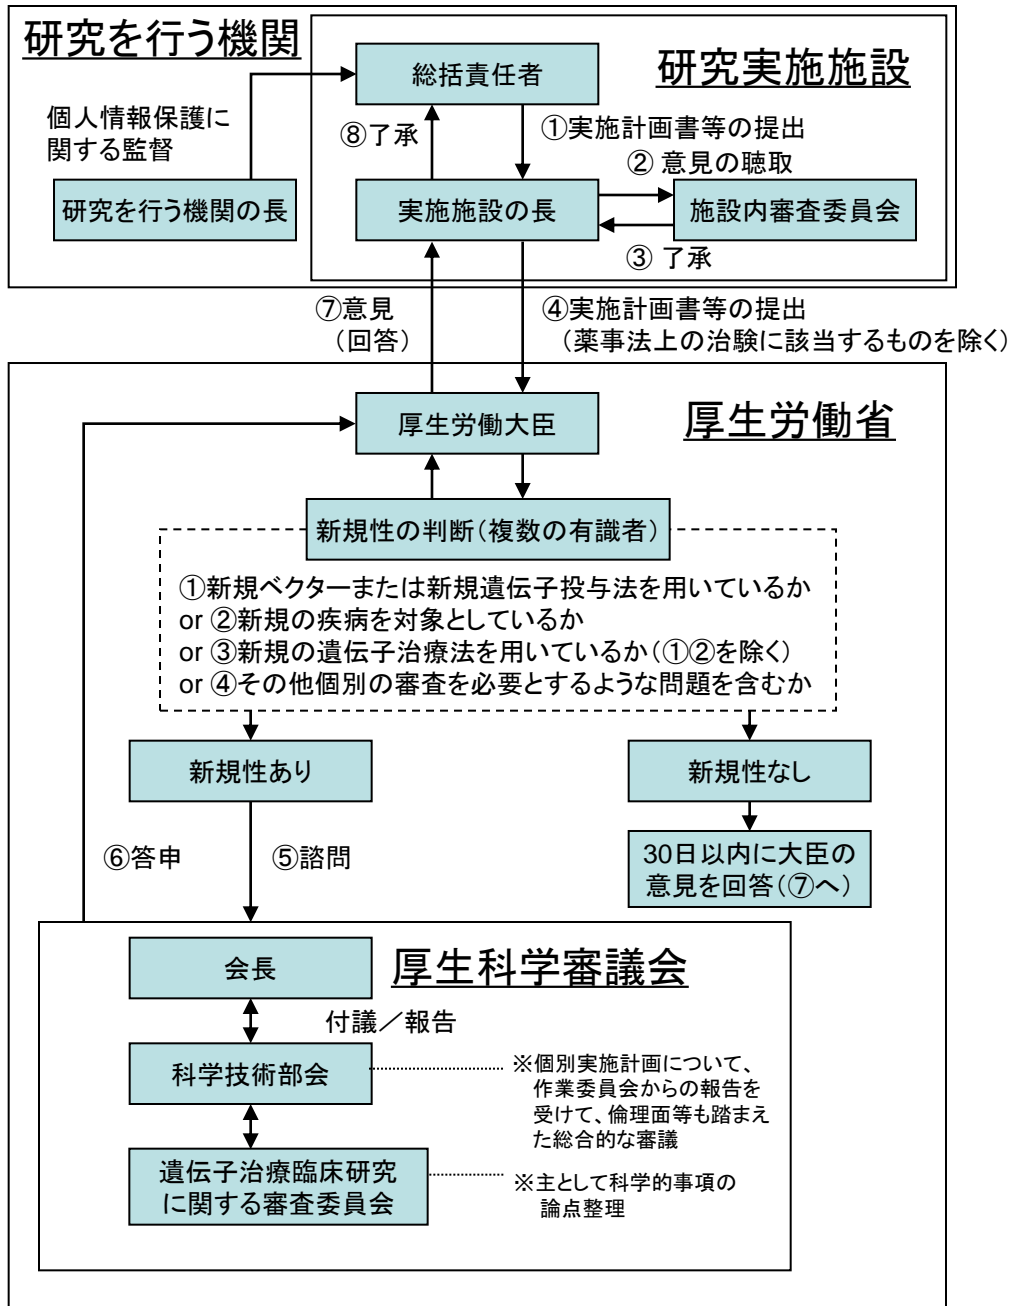 研究を行う機関
研究実施施設
総括責任者
個人情報保護に
関する監督
⑧了承
①実施計画書等の提出
② 意見の聴取
研究を行う機関の長
実施施設の長
施設内審査委員会
③ 了承
⑦意見
（回答）
④実施計画書等の提出
（薬事法上の治験に該当するものを除く）
厚生労働省
厚生労働大臣
新規性の判断（複数の有識者）
①新規ベクターまたは新規遺伝子投与法を用いているか
or ②新規の疾病を対象としているか
or ③新規の遺伝子治療法を用いているか（①②を除く）
or ④その他個別の審査を必要とするような問題を含むか
新規性あり
新規性なし
⑥答申
⑤諮問
30日以内に大臣の
意見を回答（⑦へ）
厚生科学審議会
会長
付議／報告
科学技術部会
※個別実施計画について、
作業委員会からの報告を
受けて、倫理面等も踏まえ
た総合的な審議
遺伝子治療臨床研究
に関する審査委員会
※主として科学的事項の
論点整理